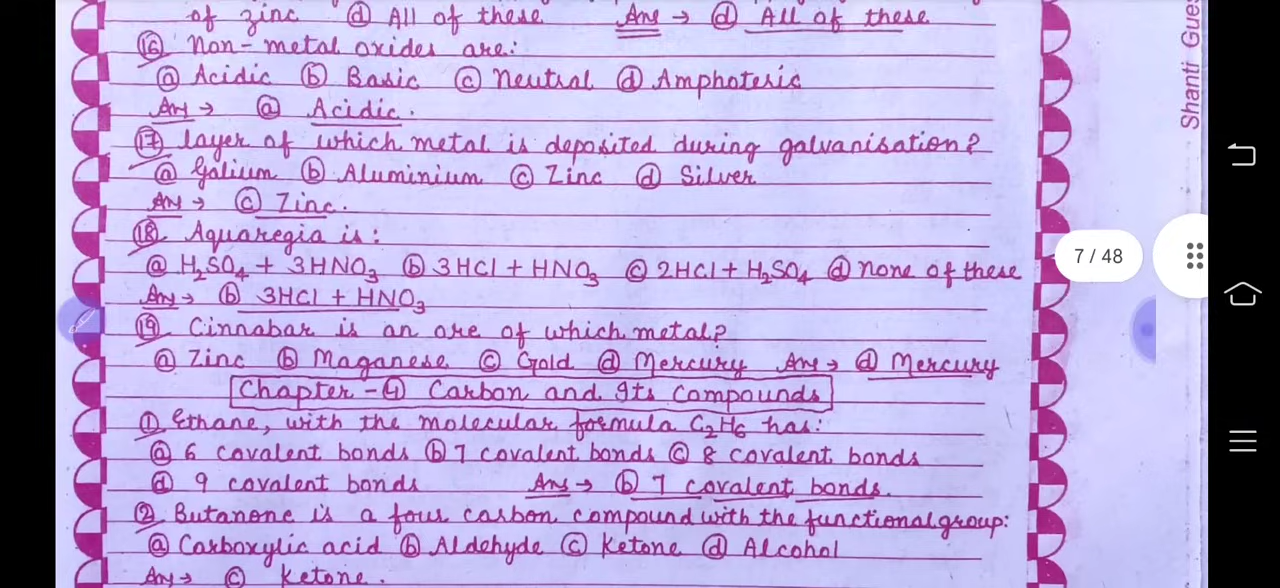 of zinc (d) All of these Ans → (d) All of these
(16) Non-metal oxides are:
(a) Acidic (b) Basic (c) Neutral (d) Amphoteric
Ans → (a) Acidic.
(17) layer of which metal is deposited during galvanisation?
(a) Galium (b) Aluminium (c) Zinc (d) Silver
Ans → (c) Zinc.
(18) Aquaregia is:
(a) H₂SO₄ + 3HNO₃ (b) 3HCl + HNO₃ (c) 2HCl + H₂SO₄ (d) none of these
Ans → (b) 3HCl + HNO₃
(19) Cinnabar is an ore of which metal?
(a) Zinc (b) Maganese (c) Gold (d) Mercury Ans → (d) Mercury
Chapter - (4) Carbon and Its Compounds
(1) Ethane, with the molecular formula C₂H₆ has:
(a) 6 covalent bonds (b) 7 covalent bonds (c) 8 covalent bonds
(d) 9 covalent bonds Ans → (b) 7 covalent bonds.
(2) Butanone is a four carbon compound with the functional group:
(a) Carboxylic acid (b) Aldehyde (c) Ketone (d) Alcohol
Ans → (c) Ketone.
7 / 48
Shanti Gues